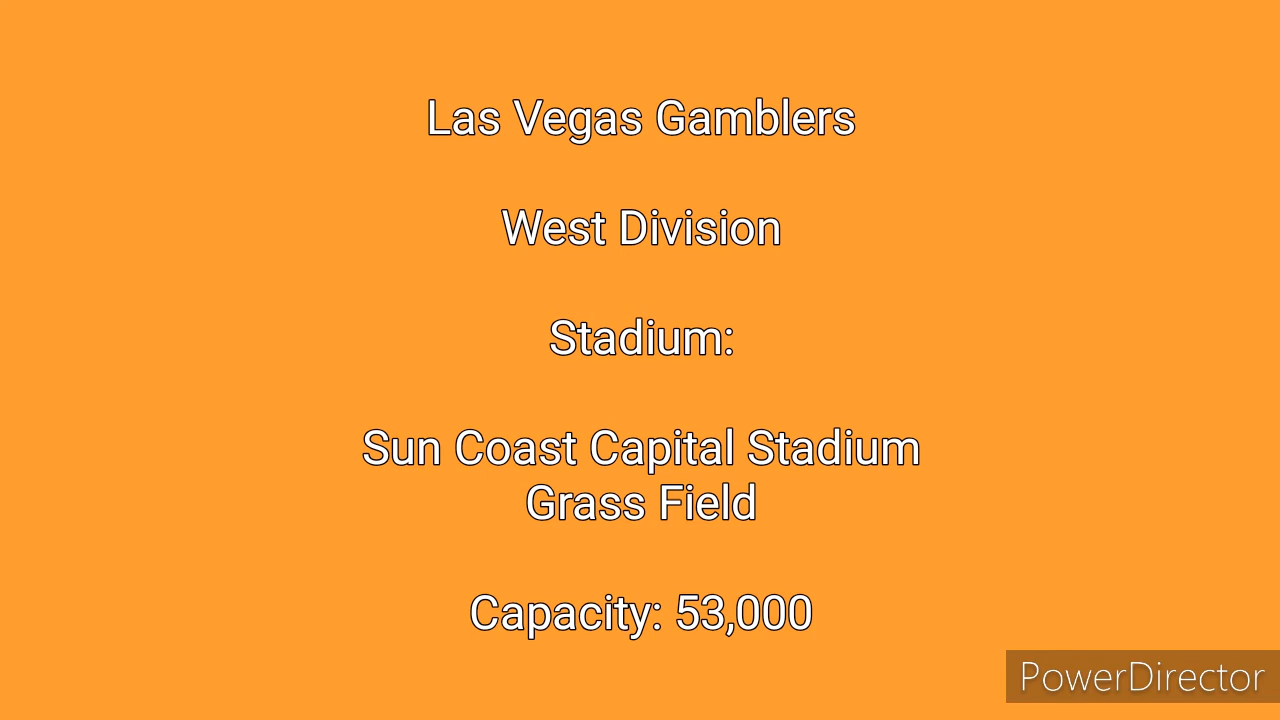 Las Vegas Gamblers
West Division
Stadium:
Sun Coast Capital Stadium
Grass Field
Capacity: 53,000
PowerDirector